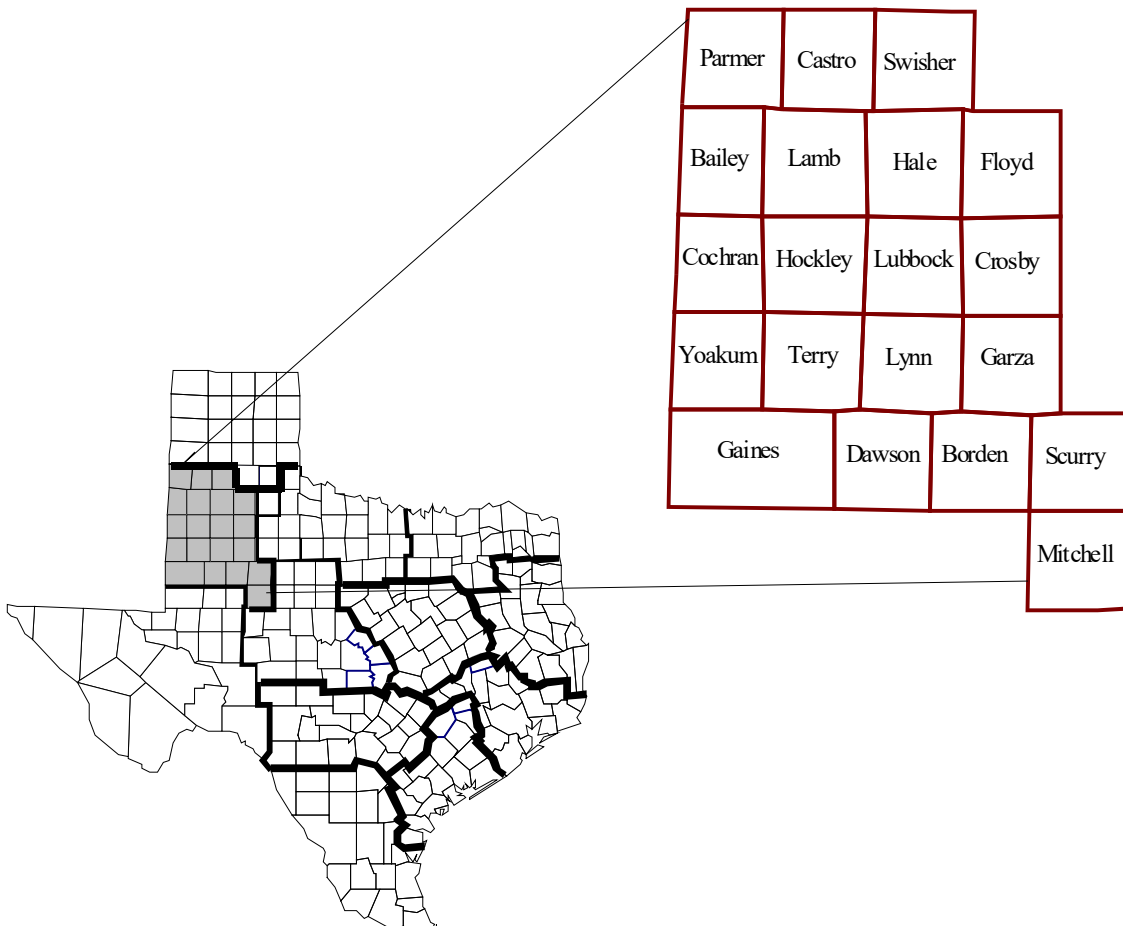 Parmer Castro Swisher
Bailey Lamb Hale Floyd
Cochran Hockley Lubbock Crosby
Yoakum Terry Lynn Garza
Gaines Dawson Borden Scurry
Mitchell